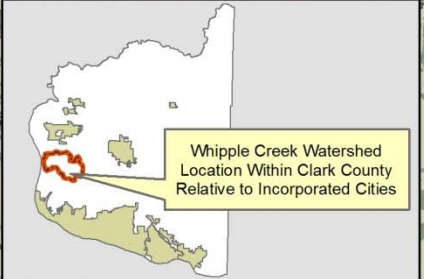 Whipple Creek Watershed
Location Within Clark County
Relative to Incorporated Cities